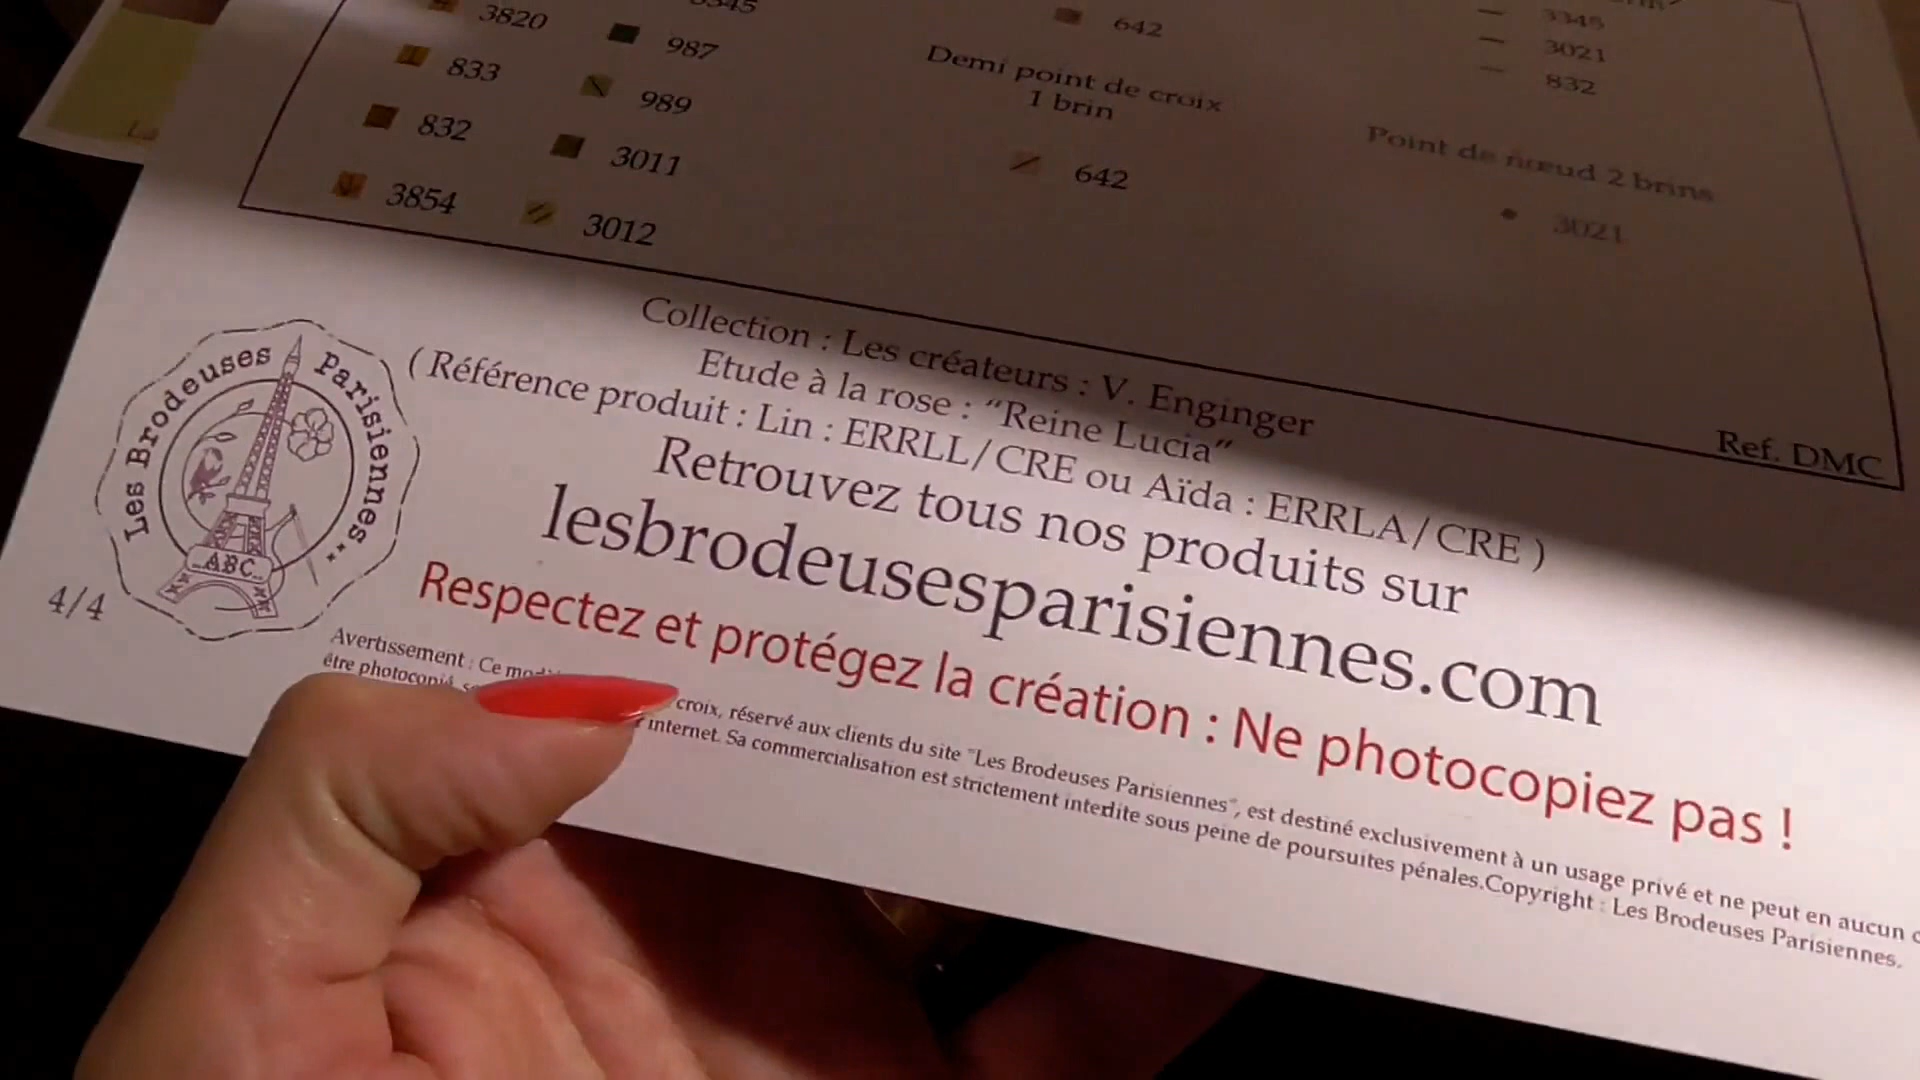 3820
3345
642
3345
987
3021
833
Demi point de croix
1 brin
832
989
832
3011
642
Point de nœud 2 brins
3854
3012
3021
Collection : Les créateurs : V. Enginger
Etude à la rose : “Reine Lucia”
( Référence produit : Lin : ERRLL/CRE ou Aïda : ERRLA/CRE )
Ref. DMC
Retrouvez tous nos produits sur
lesbrodeusesparisiennes.com
Les Brodeuses Parisiennes
ABC
4/4
Respectez et protégez la création : Ne photocopiez pas !
Avertissement : Ce croix, réservé aux clients du site "Les Brodeuses Parisiennes", est destiné exclusivement à un usage privé et ne peut en aucun
être photocopié internet. Sa commercialisation est strictement interdite sous peine de poursuites pénales.Copyright : Les Brodeuses Parisiennes.